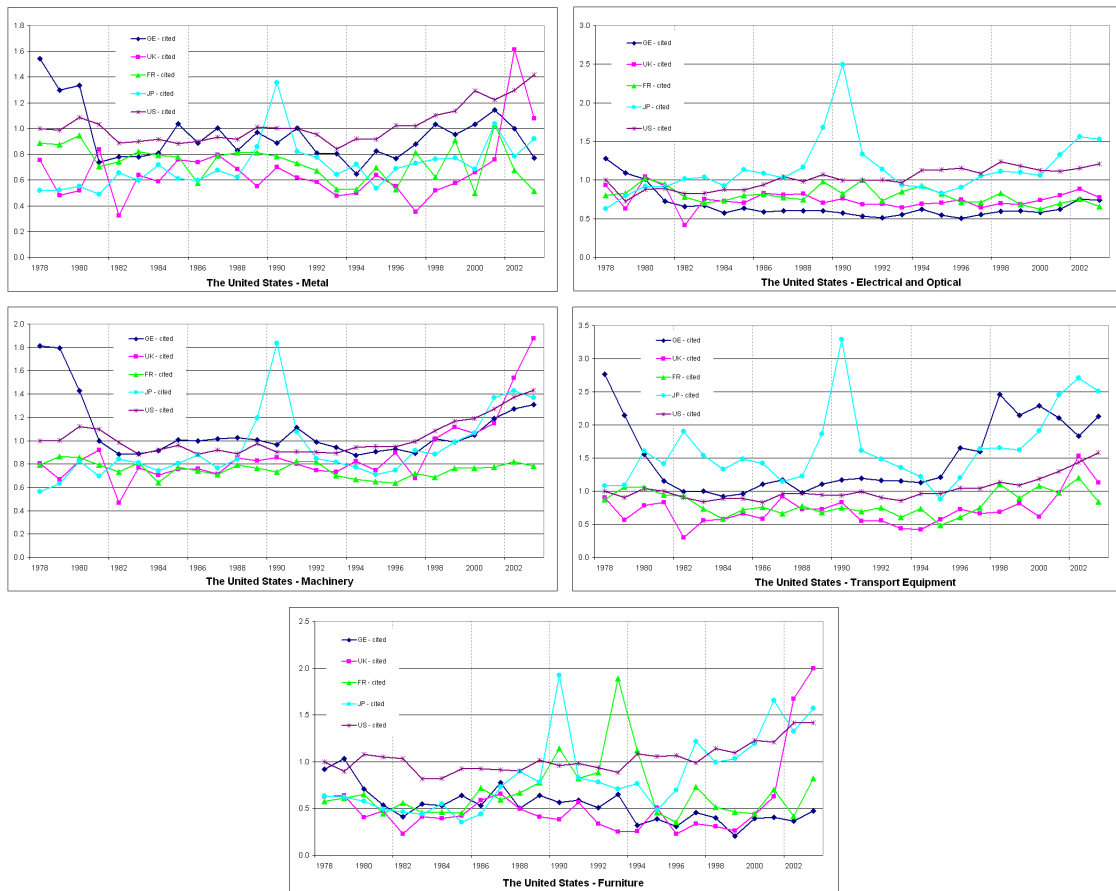 1.8
1.6
1.4
1.2
1.0
0.8
0.6
0.4
0.2
0.0
GE - cited
UK - cited
FR - cited
JP - cited
US - cited
1978 1980 1982 1984 1986 1988 1990 1992 1994 1996 1998 2000 2002
The United States - Metal
3.0
2.5
2.0
1.5
1.0
0.5
0.0
GE - cited
UK - cited
FR - cited
JP - cited
US - cited
1978 1980 1982 1984 1986 1988 1990 1992 1994 1996 1998 2000 2002
The United States - Electrical and Optical
2.0
1.8
1.6
1.4
1.2
1.0
0.8
0.6
0.4
0.2
0.0
GE - cited
UK - cited
FR - cited
JP - cited
US - cited
1978 1980 1982 1984 1986 1988 1990 1992 1994 1996 1998 2000 2002
The United States - Machinery
3.5
3.0
2.5
2.0
1.5
1.0
0.5
0.0
GE - cited
UK - cited
FR - cited
JP - cited
US - cited
1978 1980 1982 1984 1986 1988 1990 1992 1994 1996 1998 2000 2002
The United States - Transport Equipment
2.5
2.0
1.5
1.0
0.5
0.0
GE - cited
UK - cited
FR - cited
JP - cited
US - cited
1978 1980 1982 1984 1986 1988 1990 1992 1994 1996 1998 2000 2002
The United States - Furniture